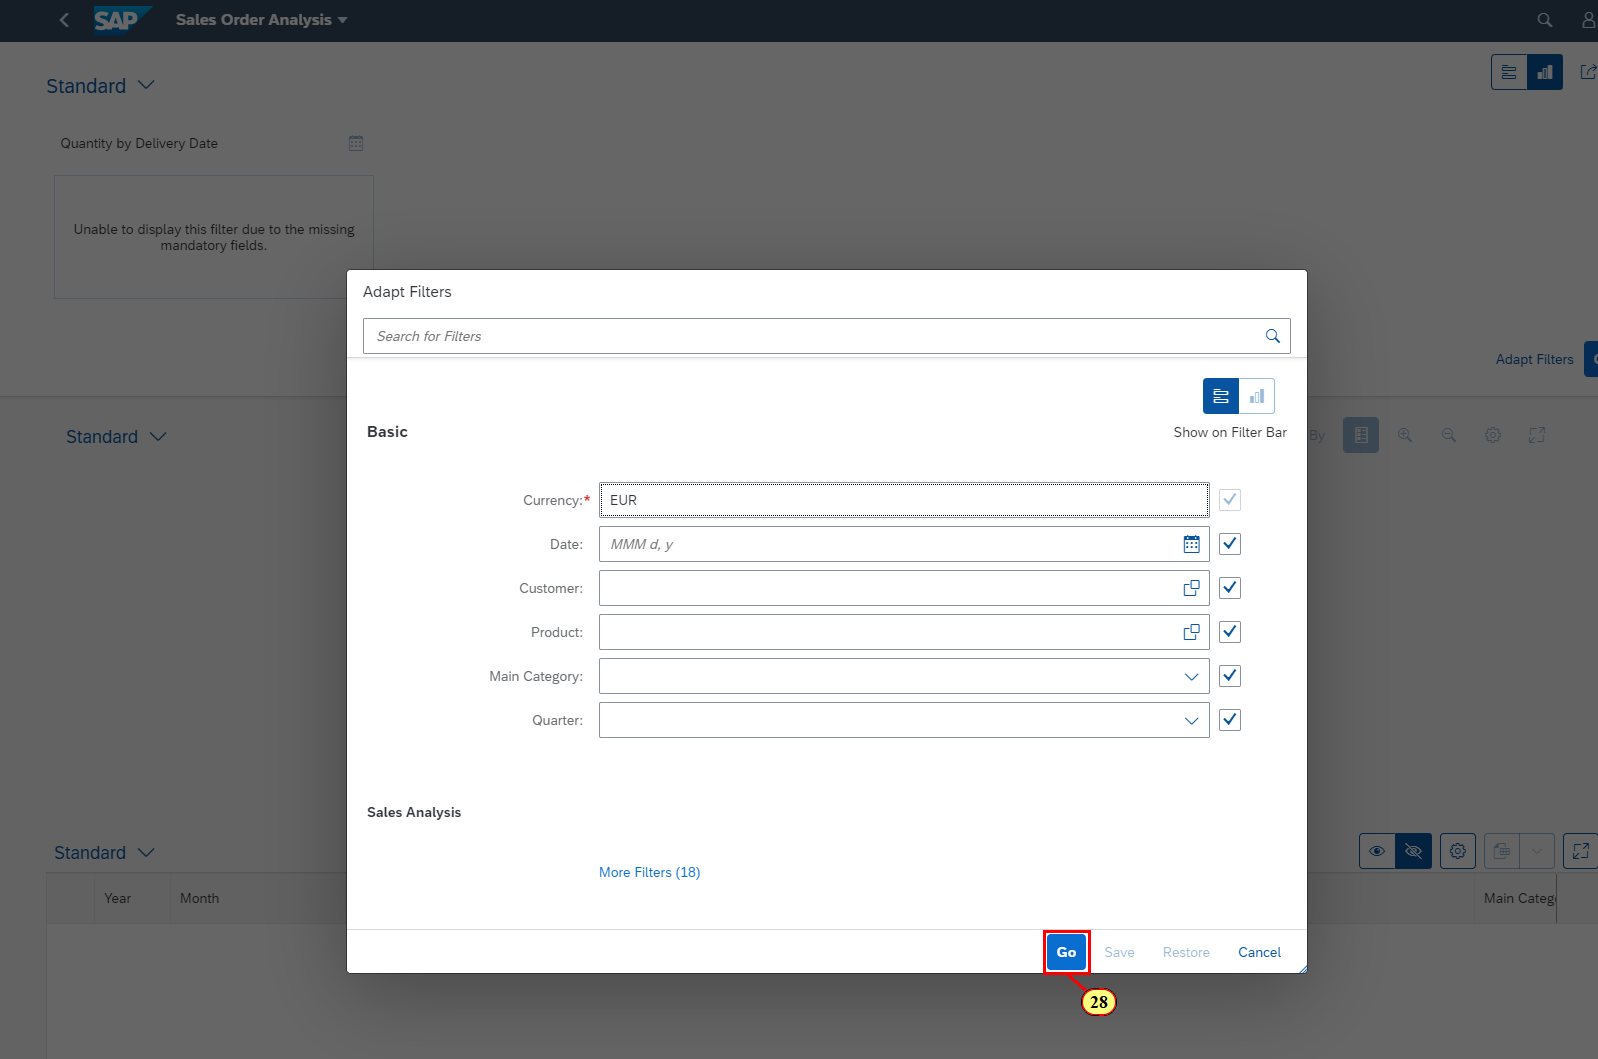 SAP Sales Order Analysis
Standard
Quantity by Delivery Date
Unable to display this filter due to the missing
mandatory fields.
Adapt Filters
Standard
By
Adapt Filters
Search for Filters
Basic
Show on Filter Bar
Currency:* EUR
Date: MMM d, y
Customer:
Product:
Main Category:
Quarter:
Sales Analysis
More Filters (18)
Go Save Restore Cancel
28
Standard
Year Month Main Categ